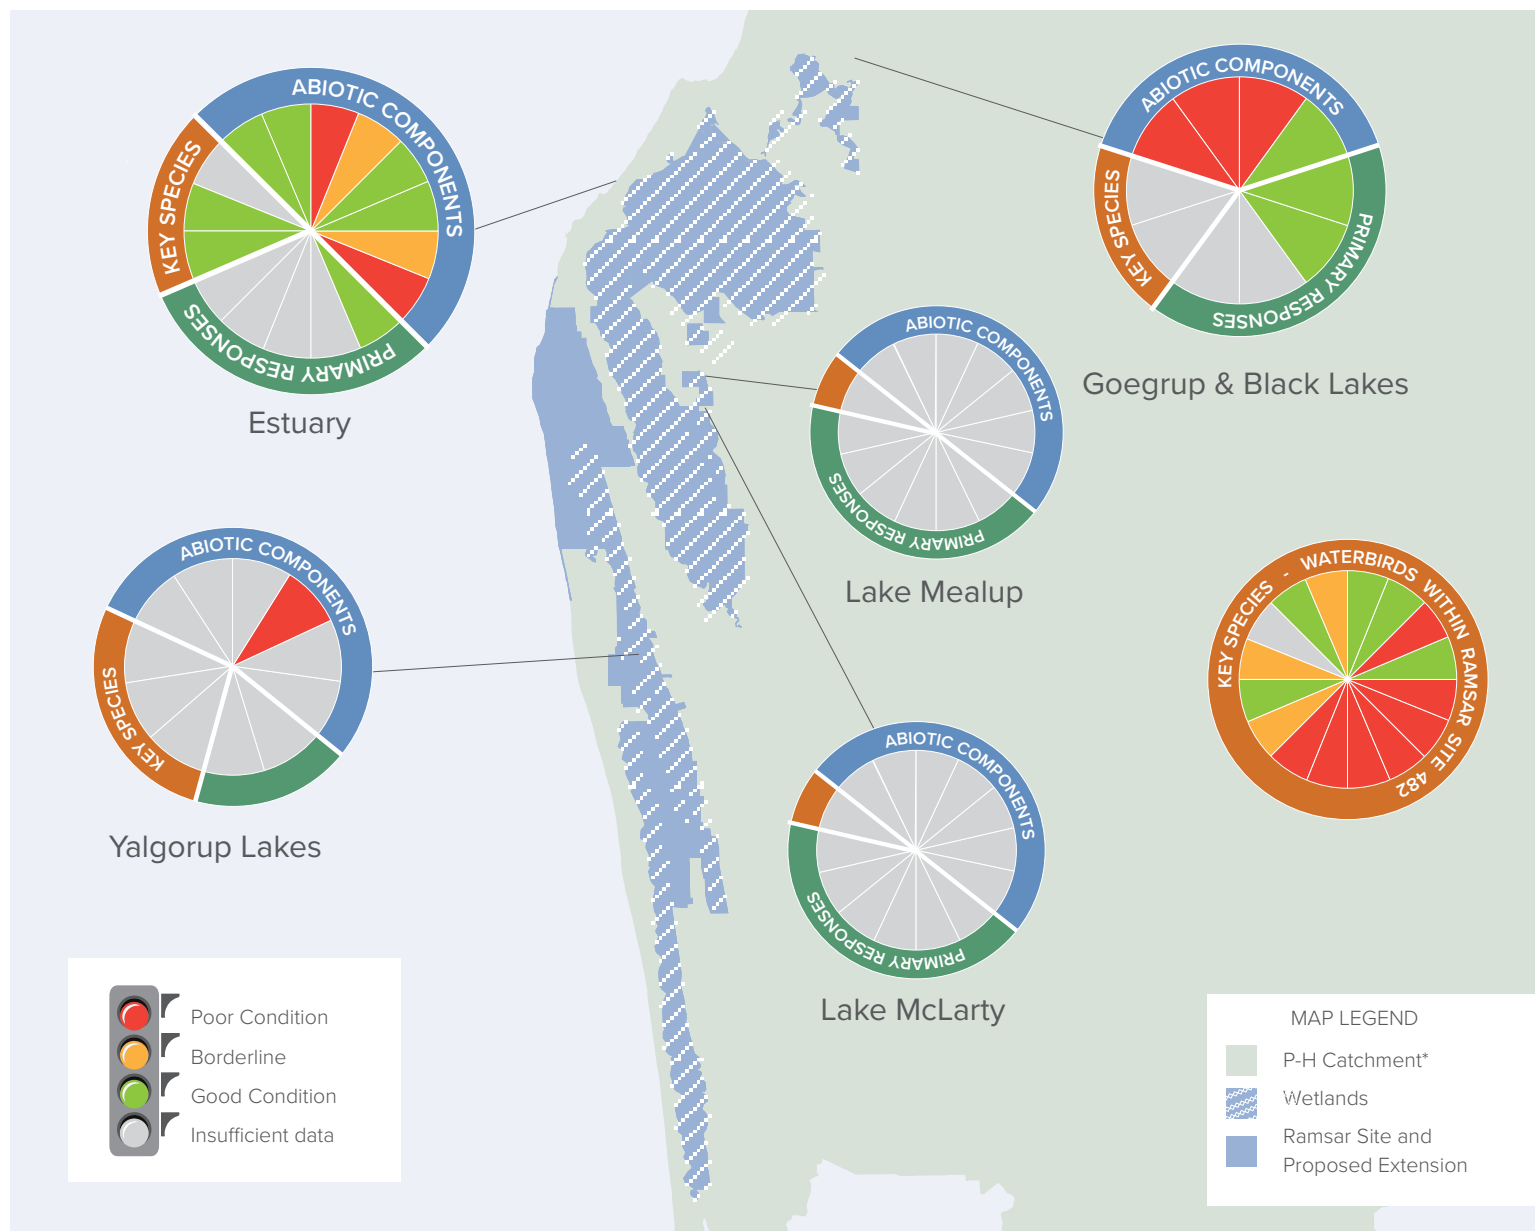 ABIOTIC COMPONENTS
KEY SPECIES
PRIMARY RESPONSES
Estuary
ABIOTIC COMPONENTS
KEY SPECIES
PRIMARY RESPONSES
Goegrup & Black Lakes
ABIOTIC COMPONENTS
PRIMARY RESPONSES
Lake Mealup
ABIOTIC COMPONENTS
KEY SPECIES
Yalgorup Lakes
KEY SPECIES - WATERBIRDS WITHIN RAMSAR SITE 482
ABIOTIC COMPONENTS
PRIMARY RESPONSES
Lake McLarty
Poor Condition
Borderline
Good Condition
Insufficient data
MAP LEGEND
P-H Catchment*
Wetlands
Ramsar Site and
Proposed Extension